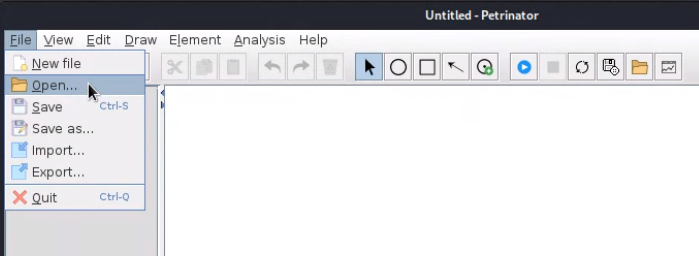 Untitled - Petrinator
File View Edit Draw Element Analysis Help
New file
Open...
Save Ctrl-S
Save as...
Import...
Export...
Quit Ctrl-Q